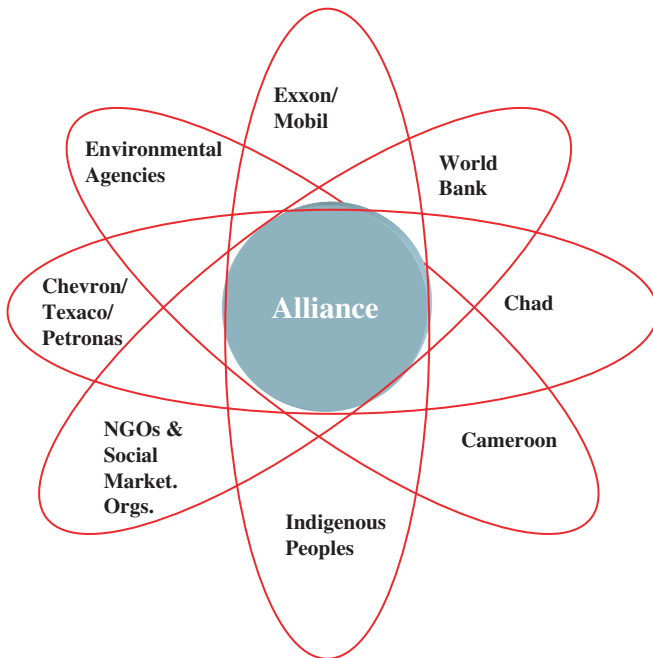 Exxon/
Mobil
Environmental
Agencies
World
Bank
Chevron/
Texaco/
Petronas
Alliance
Chad
NGOs &
Social
Market.
Orgs.
Cameroon
Indigenous
Peoples